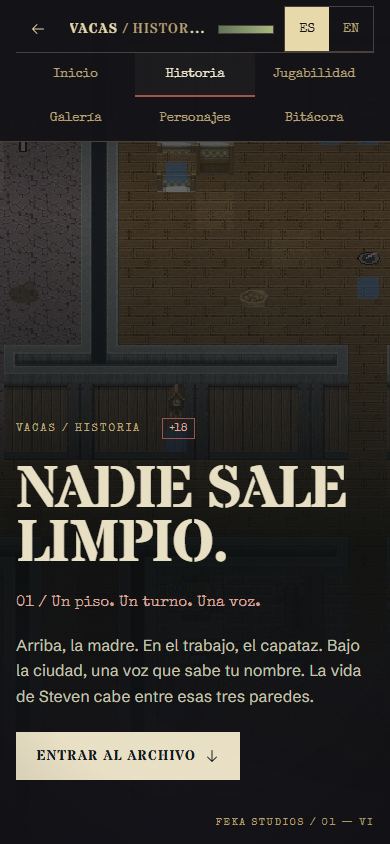 ← VACAS / HISTOR... ES EN
Inicio Historia Jugabilidad
Galería Personajes Bitácora
VACAS / HISTORIA +18
NADIE SALE
LIMPIO.
01 / Un piso. Un turno. Una voz.
Arriba, la madre. En el trabajo, el capataz. Bajo
la ciudad, una voz que sabe tu nombre. La vida
de Steven cabe entre esas tres paredes.
ENTRAR AL ARCHIVO ↓
FEKA STUDIOS / 01 — VI